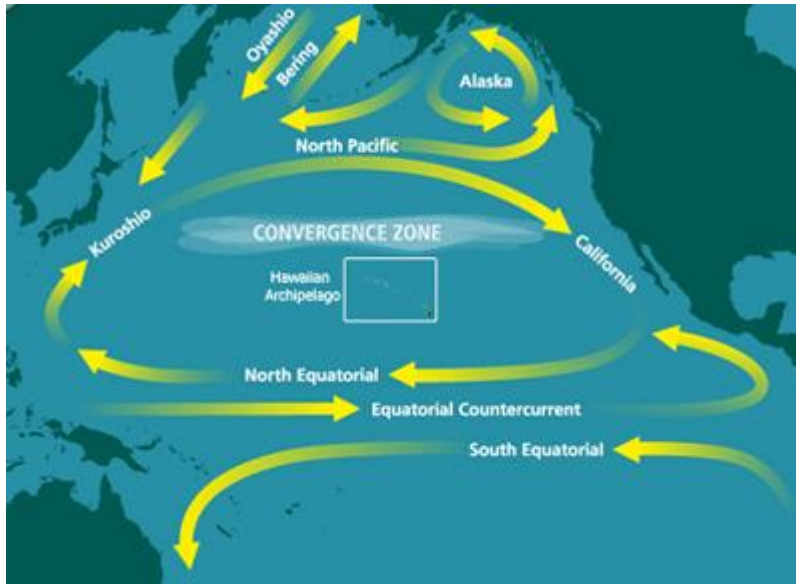 Oyashio
Bering
Alaska
North Pacific
Kuroshio
CONVERGENCE ZONE
California
Hawaiian
Archipelago
North Equatorial
Equatorial Countercurrent
South Equatorial